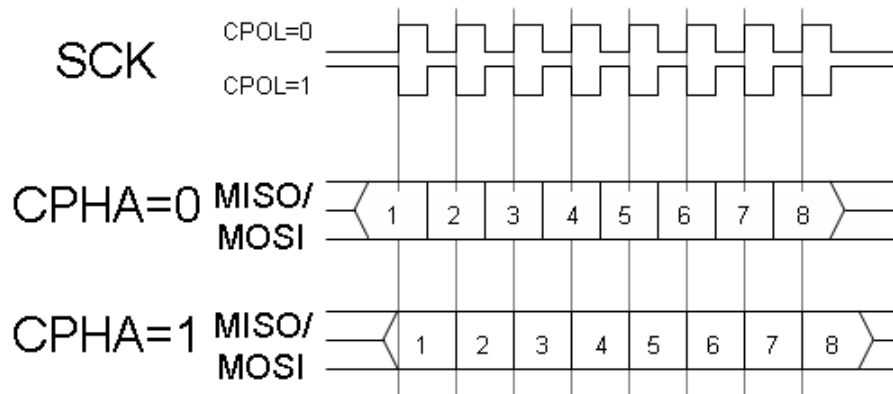 CPOL=0
SCK
CPOL=1
CPHA=0 MISO/
MOSI
1 2 3 4 5 6 7 8
CPHA=1 MISO/
MOSI
1 2 3 4 5 6 7 8